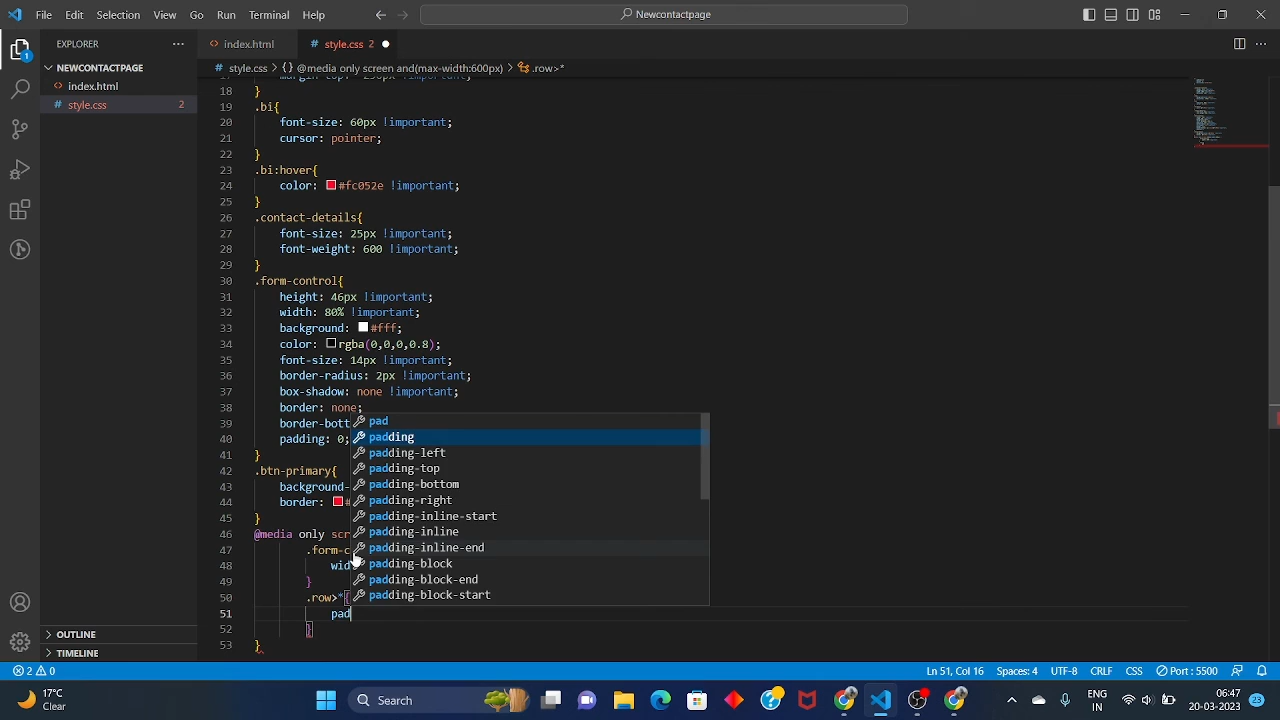 File Edit Selection View Go Run Terminal Help
Newcontactpage
EXPLORER
index.html
style.css 2
NEWCONTACTPAGE
style.css > {} @media only screen and(max-width:600px) > .row>*
index.html
style.css 2
18 }
19 .bi{
20 font-size: 60px !important;
21 cursor: pointer;
22 }
23 .bi:hover{
24 color: #fc052e !important;
25 }
26 .contact-details{
27 font-size: 25px !important;
28 font-weight: 600 !important;
29 }
30 .form-control{
31 height: 46px !important;
32 width: 80% !important;
33 background: #fff;
34 color: rgba(0,0,0,0.8);
35 font-size: 14px !important;
36 border-radius: 2px !important;
37 box-shadow: none !important;
38 border: none;
39 border-bott
40 padding: 0;
41 }
42 .btn-primary{
43 background-
44 border: #
45 }
46 @media only scr
47 .form-c
48 wid
49 }
50 .row>*{
51 pad
52 }
53 }
pad
padding
padding-left
padding-top
padding-bottom
padding-right
padding-inline-start
padding-inline
padding-inline-end
padding-block
padding-block-end
padding-block-start
OUTLINE
TIMELINE
1
2 0
Ln 51, Col 16 Spaces: 4 UTF-8 CRLF CSS Port : 5500
17°C
Clear
Search
ENG
IN
06:47
20-03-2023
23